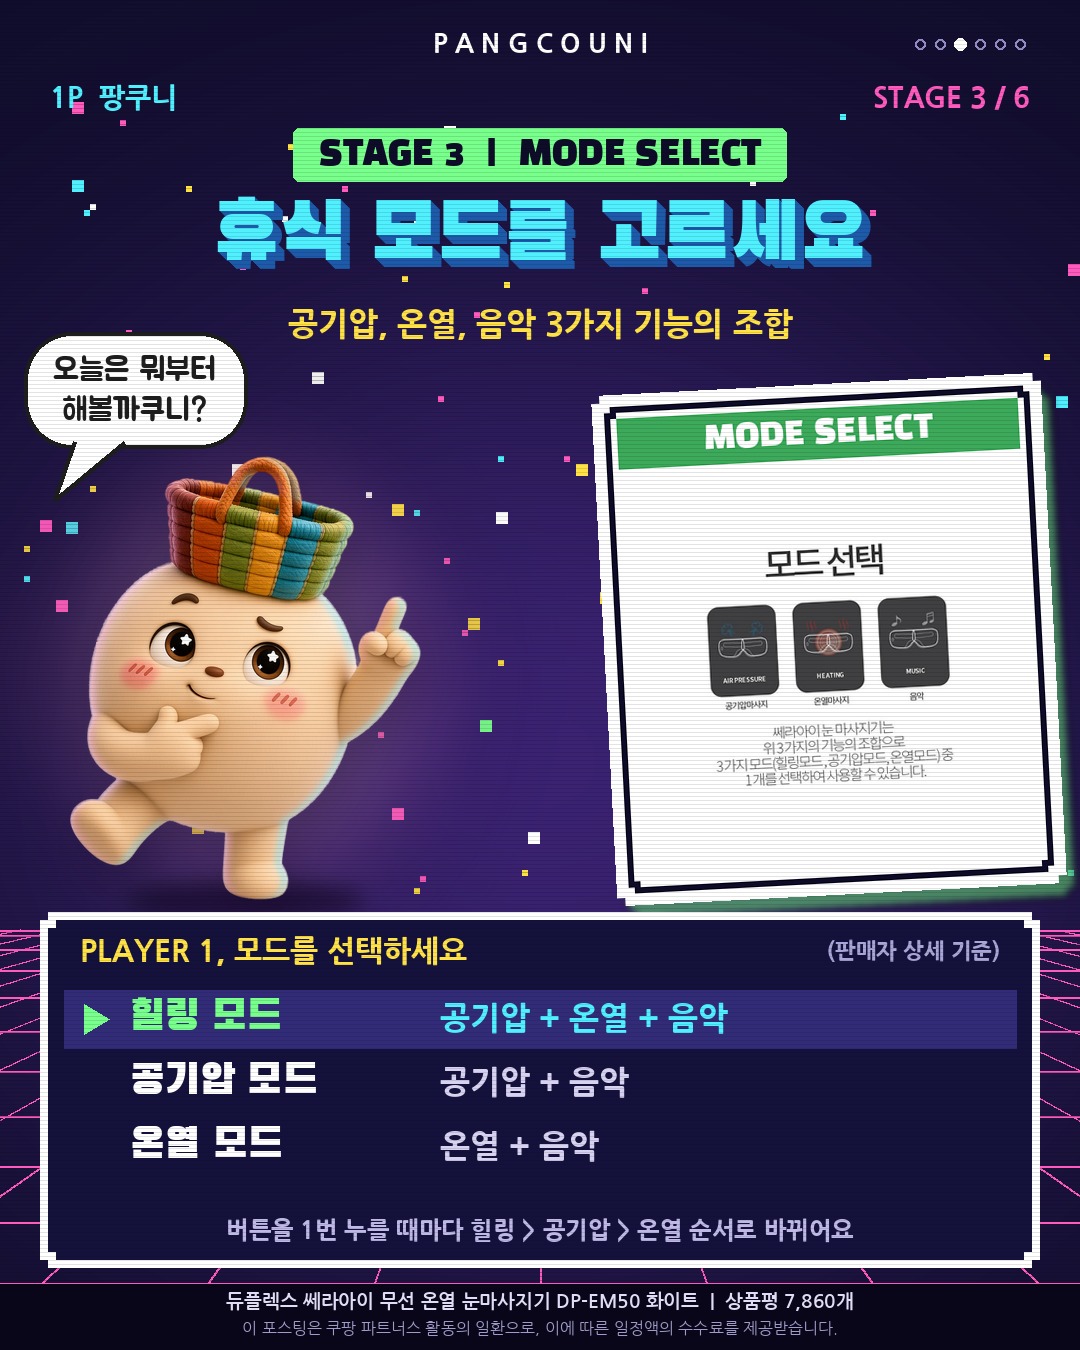 PANGCOUNI
1P 팡쿠니
STAGE 3 / 6
STAGE 3 | MODE SELECT
휴식 모드를 고르세요
공기압, 온열, 음악 3가지 기능의 조합
오늘은 뭐부터
해볼까쿠니?
MODE SELECT
모드 선택
AIR PRESSURE
HEATING
MUSIC
공기압마사지
온열마사지
음악
쎄라아이 눈 마사지기는
위 3가지의 기능의 조합으로
3가지 모드(힐링모드, 공기압모드, 온열모드) 중
1개를 선택하여 사용할 수 있습니다.
PLAYER 1, 모드를 선택하세요
(판매자 상세 기준)
힐링 모드
공기압 + 온열 + 음악
공기압 모드
공기압 + 음악
온열 모드
온열 + 음악
버튼을 1번 누를 때마다 힐링 > 공기압 > 온열 순서로 바뀌어요
듀플렉스 쎄라아이 무선 온열 눈마사지기 DP-EM50 화이트 | 상품평 7,860개
이 포스팅은 쿠팡 파트너스 활동의 일환으로, 이에 따른 일정액의 수수료를 제공받습니다.